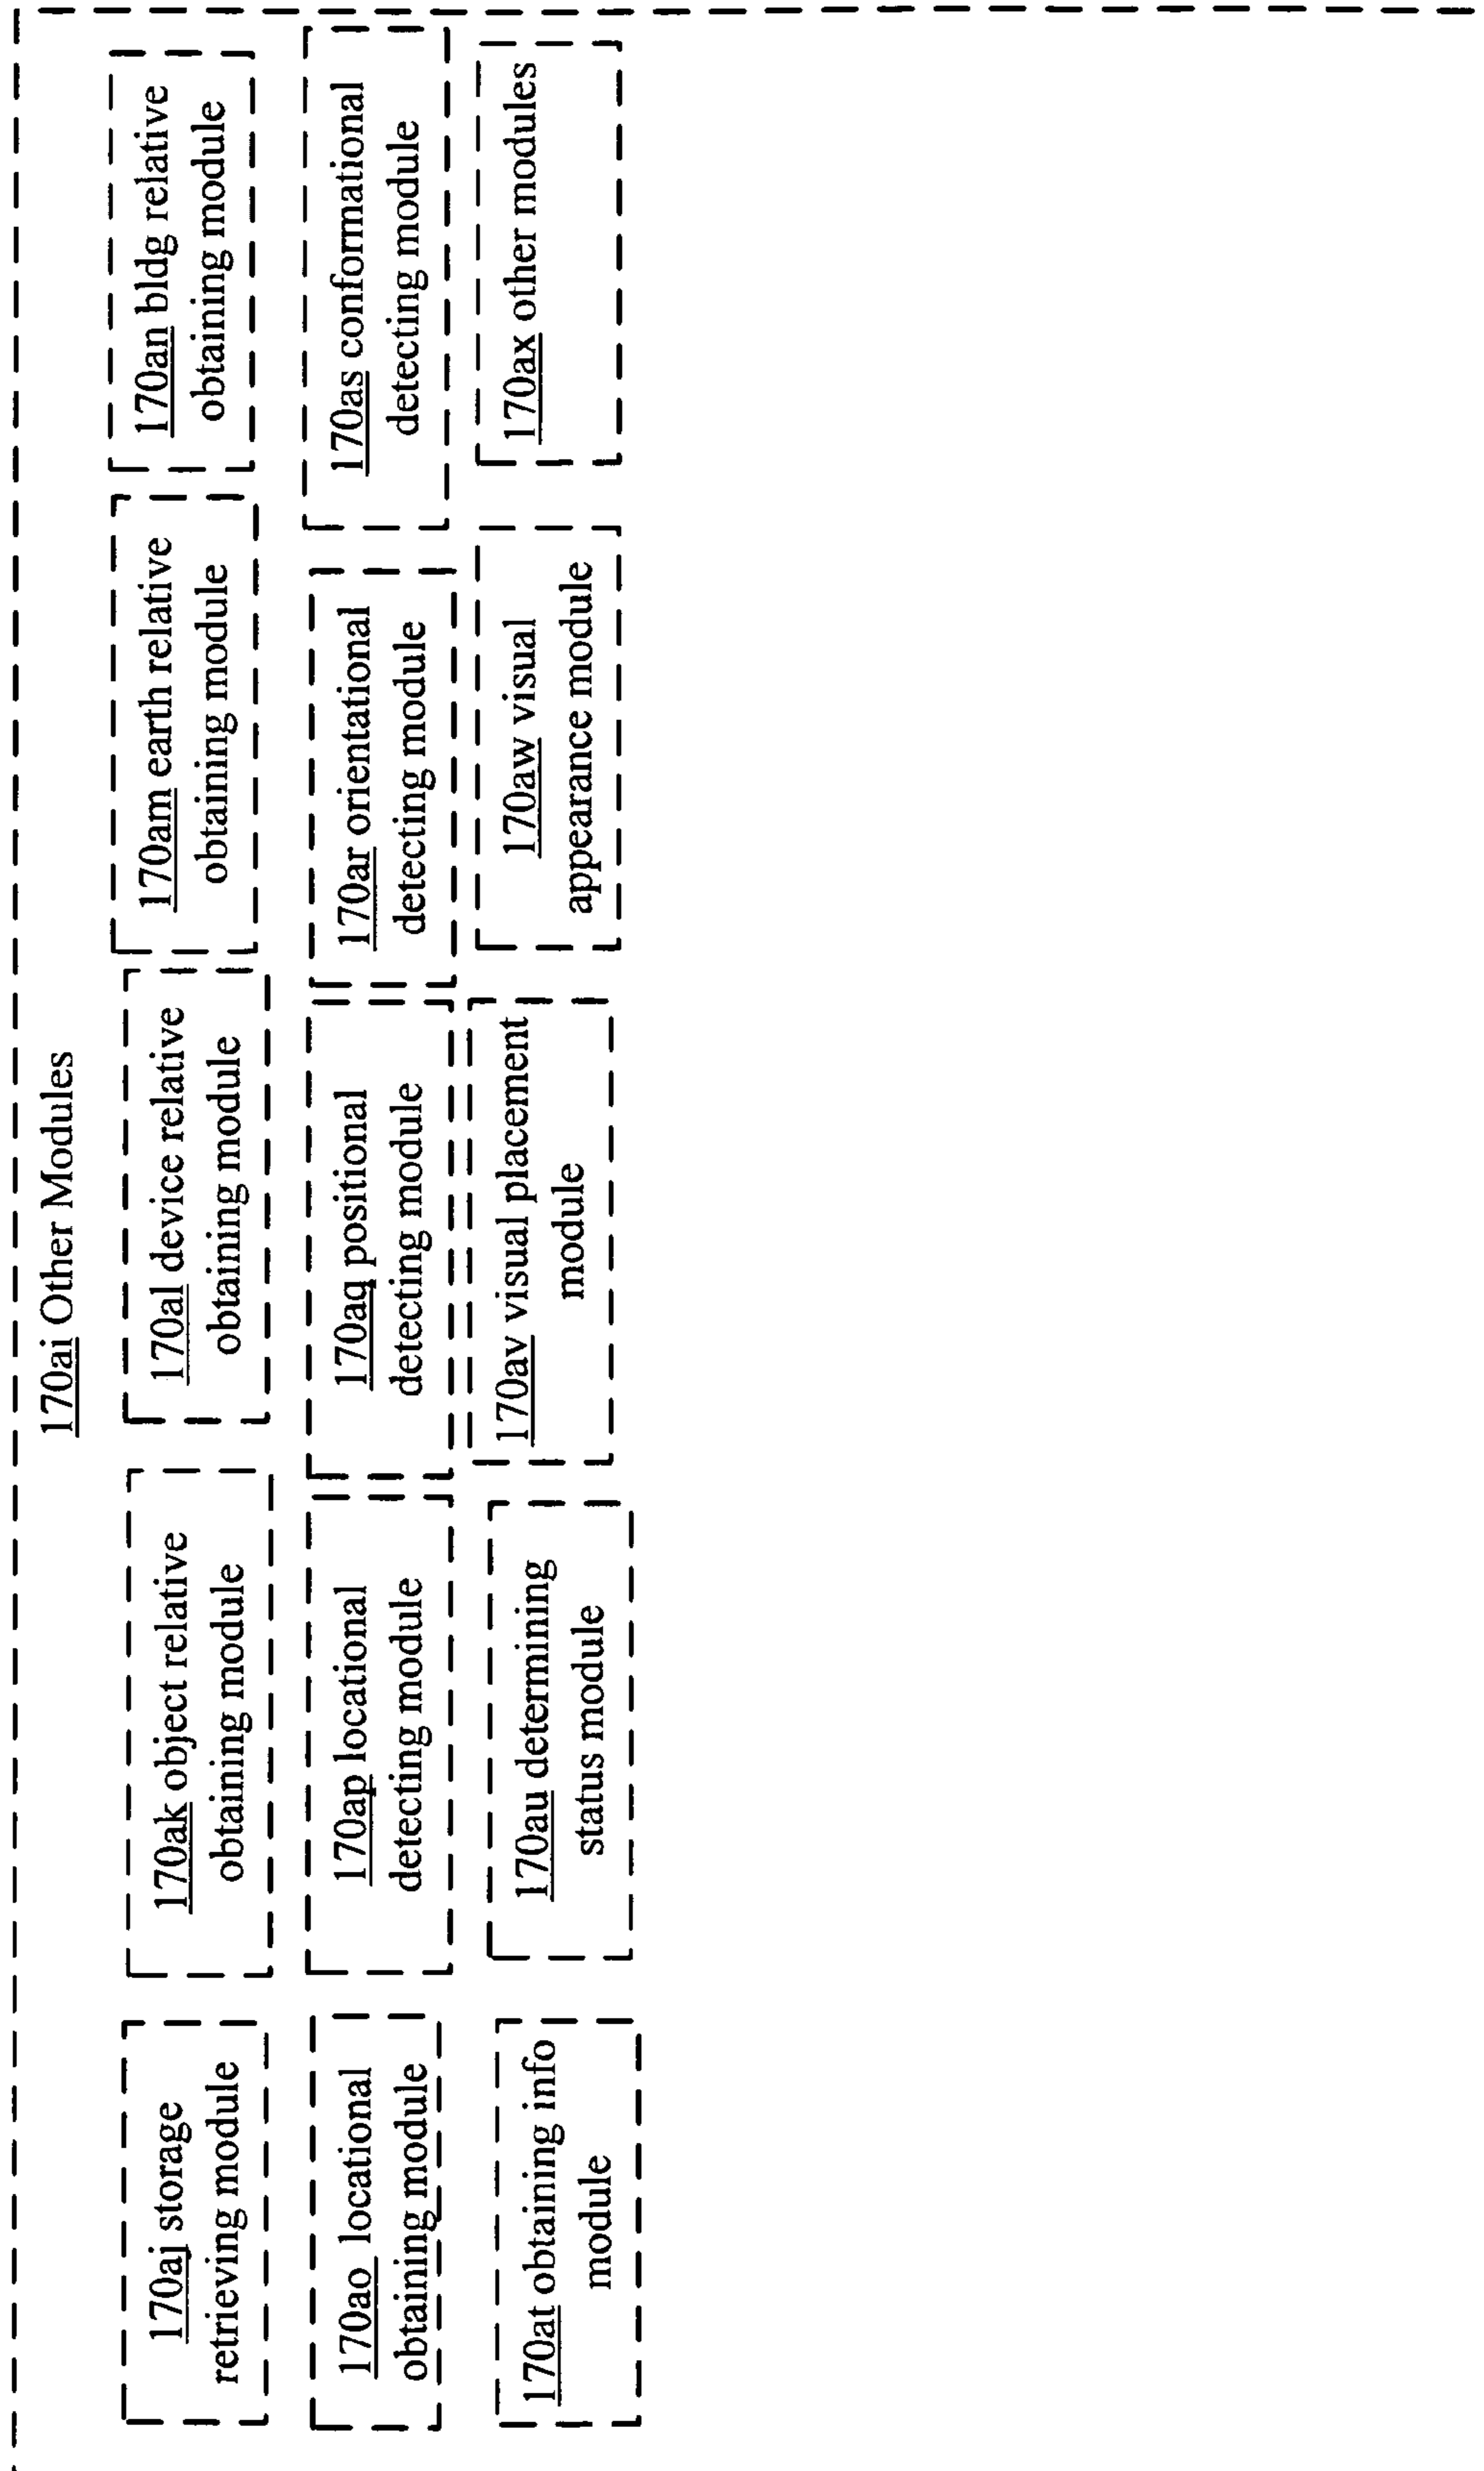 170ai Other Modules
170aj storage
retrieving module
170ak object relative
obtaining module
170al device relative
obtaining module
170am earth relative
obtaining module
170an bldg relative
obtaining module
170ao locational
obtaining module
170ap locational
detecting module
170aq positional
detecting module
170ar orientational
detecting module
170as conformational
detecting module
170at obtaining info
module
170au determining
status module
170av visual placement
module
170aw visual
appearance module
170ax other modules